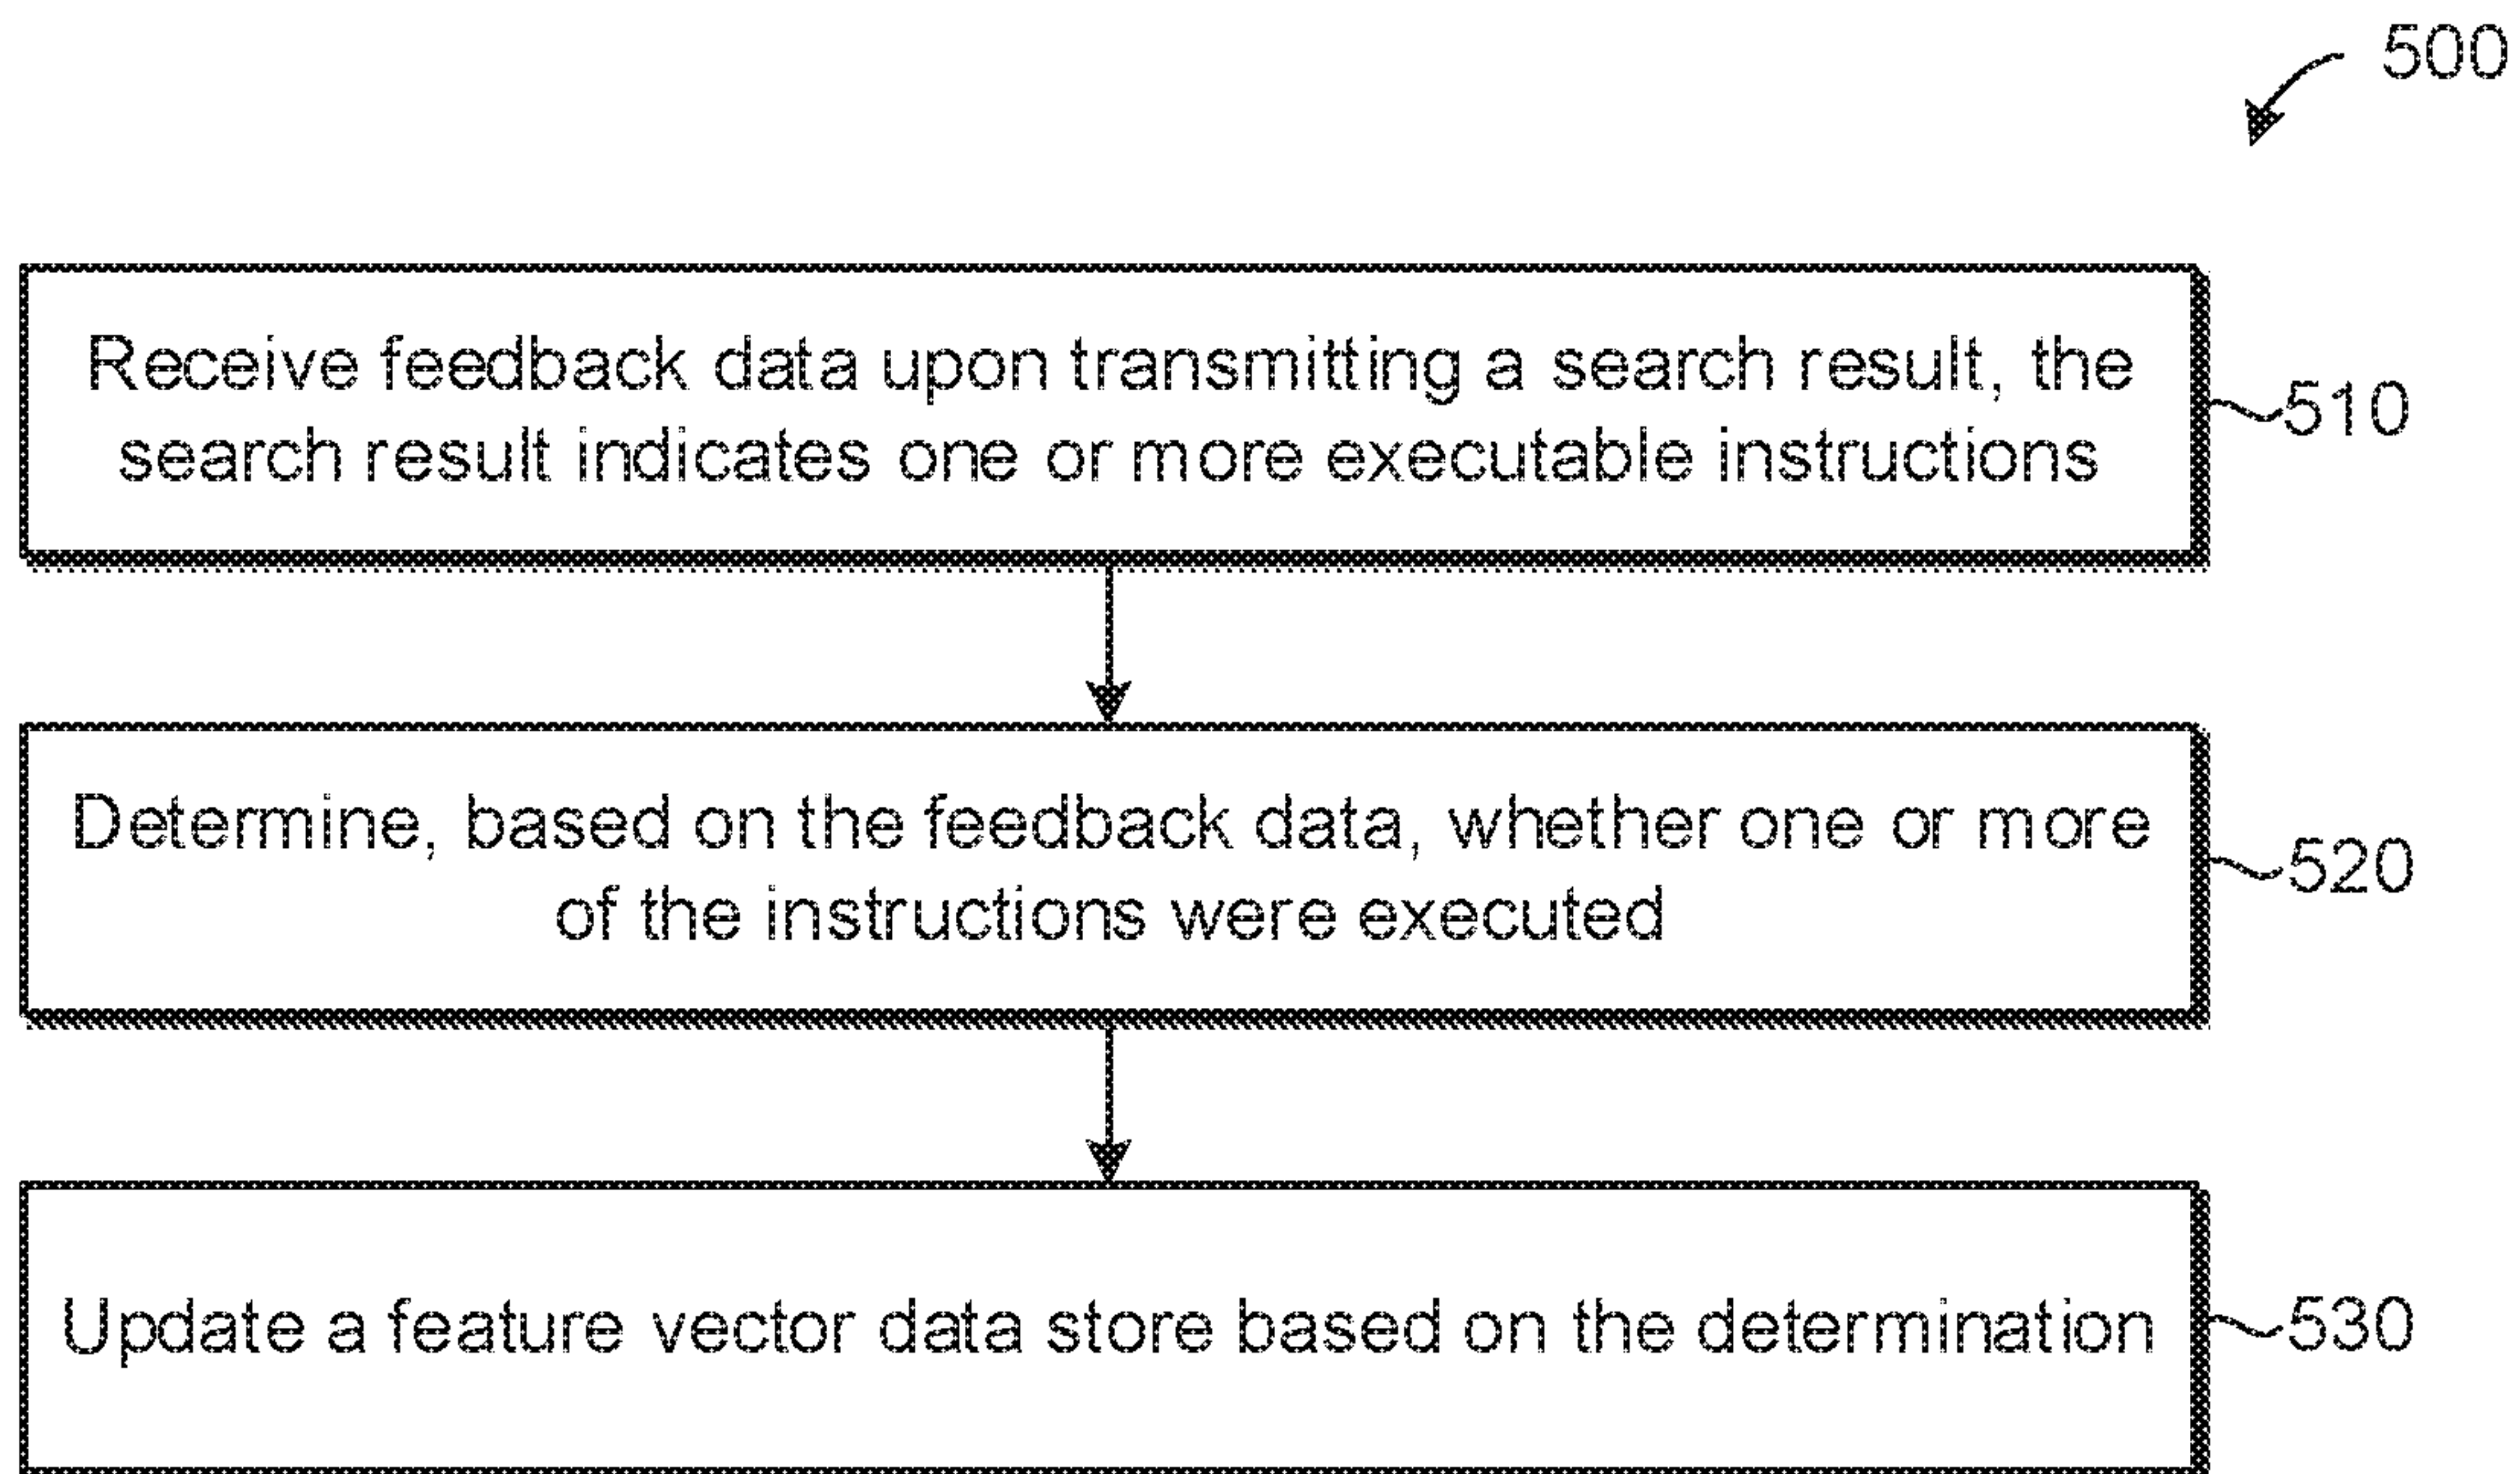 500
Receive feedback data upon transmitting a search result, the
search result indicates one or more executable instructions
510
Determine, based on the feedback data, whether one or more
of the instructions were executed
520
Update a feature vector data store based on the determination
530